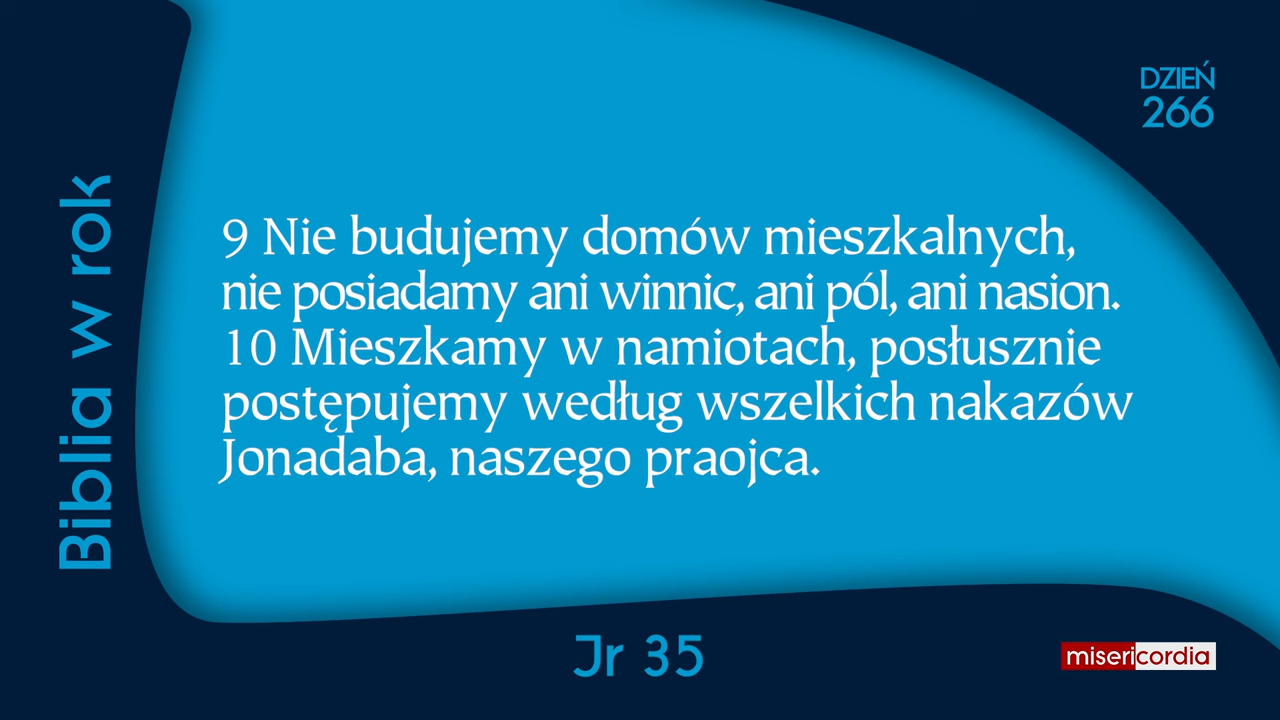 DZIEŃ
266
Biblia w rok
9 Nie budujemy domów mieszkalnych,
nie posiadamy ani winnic, ani pól, ani nasion.
10 Mieszkamy w namiotach, posłusznie
postępujemy według wszelkich nakazów
Jonadaba, naszego praojca.
Jr 35
misericordia